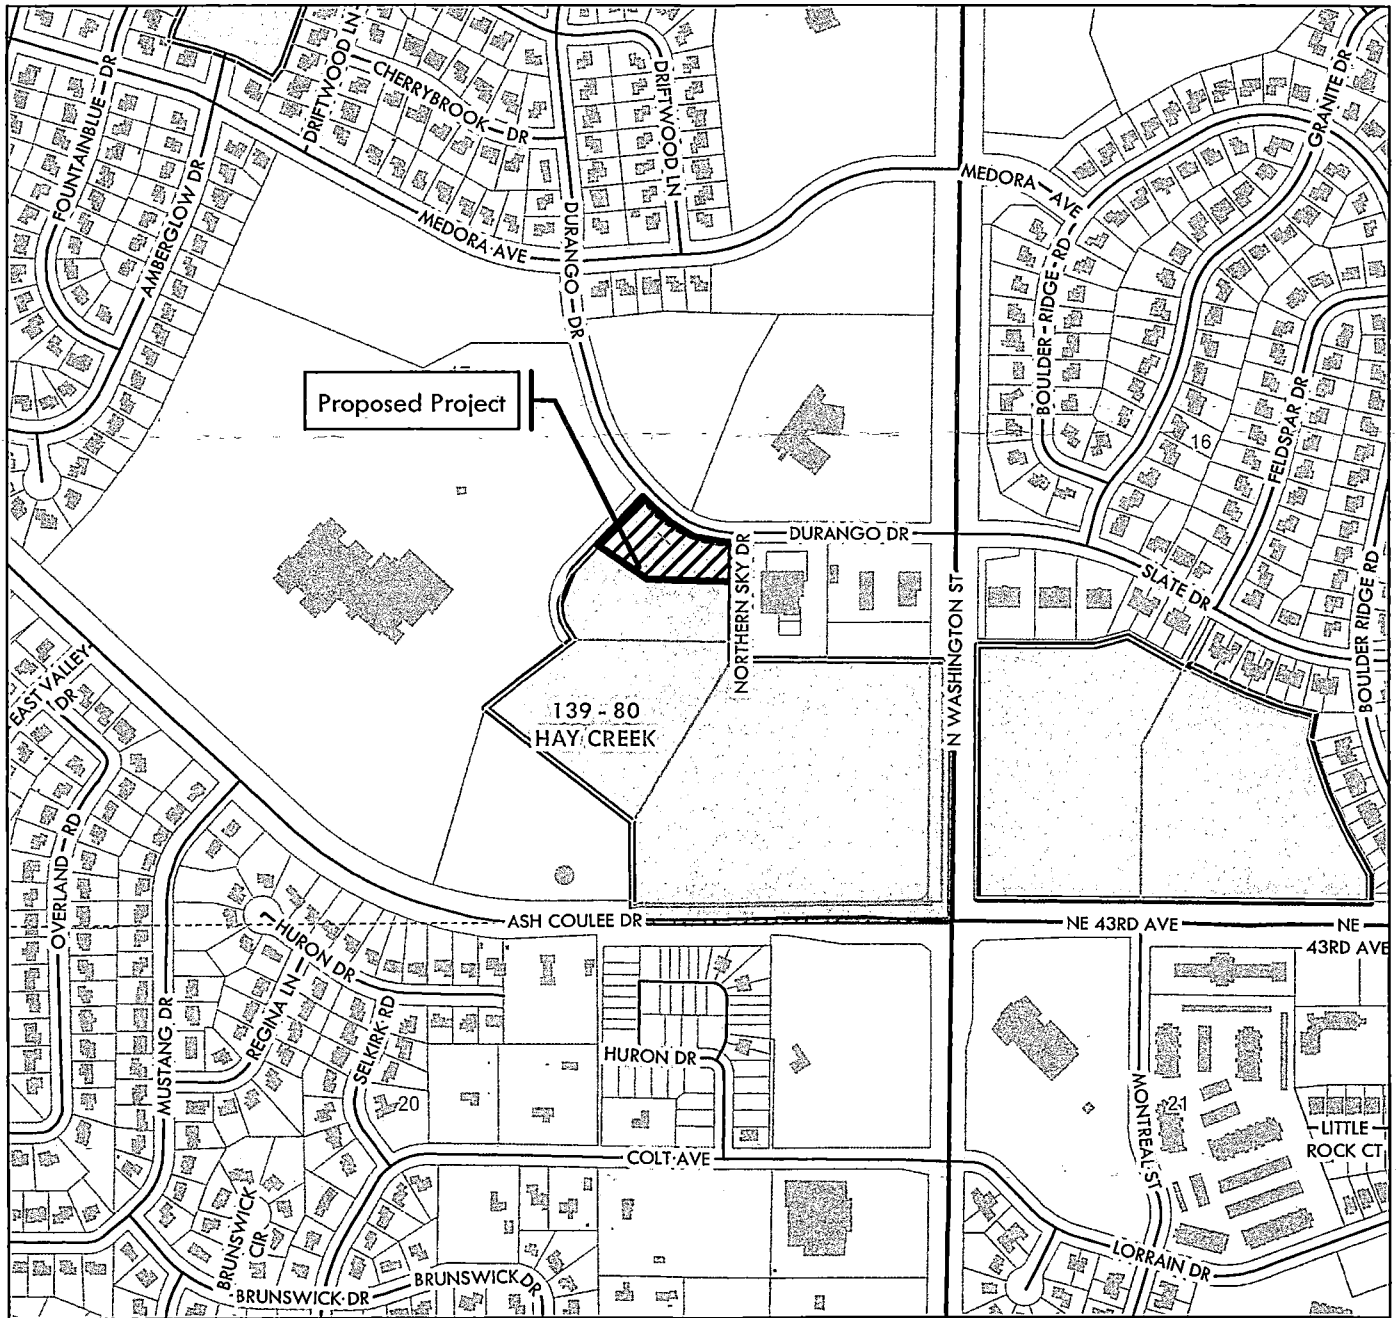 DRIFTWOOD LN
CHERRYBROOK DR
DRIFTWOOD LN
GRANITE DR
FOUNTAINBLUE DR
AMBERGLOW DR
MEDORA AVE
DURANGO DR
MEDORA AVE
BOULDER RIDGE RD
Proposed Project
17
16
FELDSPAR DR
DURANGO DR
NORTHERN SKY DR
N WASHINGTON ST
SLATE DR
BOULDER RIDGE RD
EAST VALLEY
DR
139 - 80
HAY CREEK
OVERLAND RD
ASH COULEE DR
NE 43RD AVE
NE
43RD AVE
HURON DR
REGINA LN
SELKIRK RD
MUSTANG DR
HURON DR
20
21
MONTREAL ST
LITTLE
ROCK CT
COLT AVE
BRUNSWICK
CIR
BRUNSWICK DR
BRUNSWICK DR
LORRAIN DR